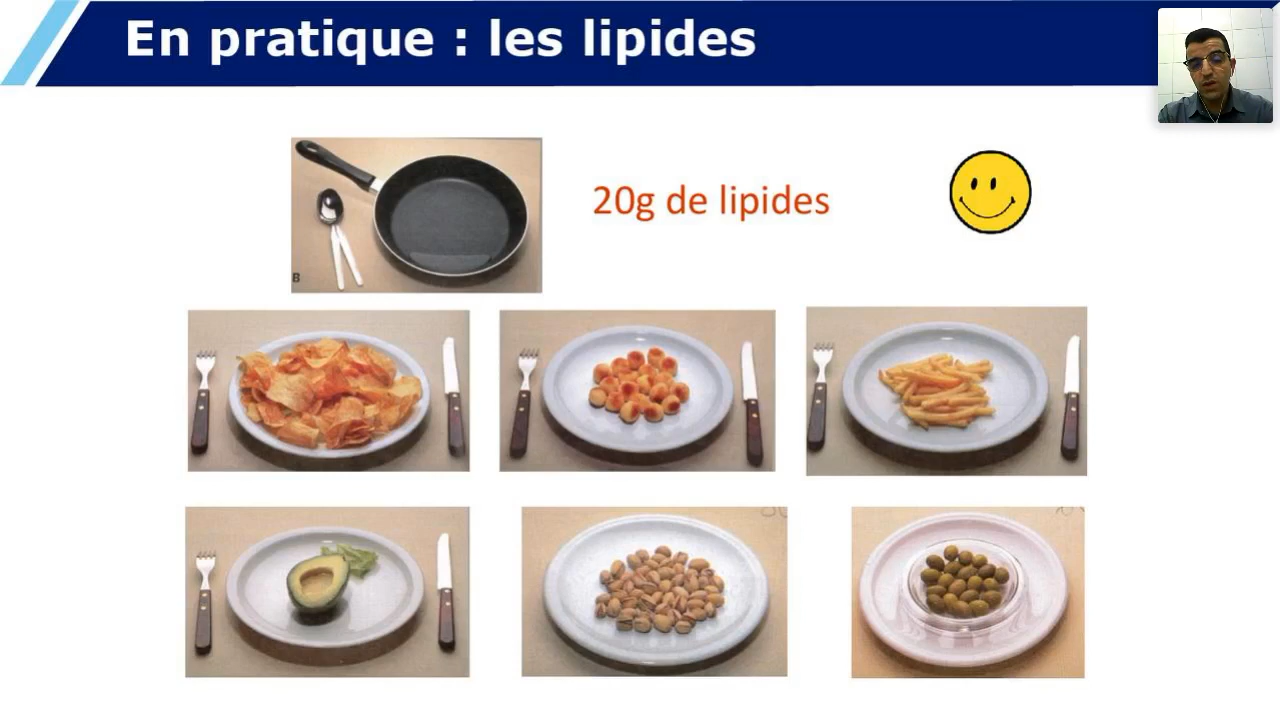 En pratique : les lipides
20g de lipides
B